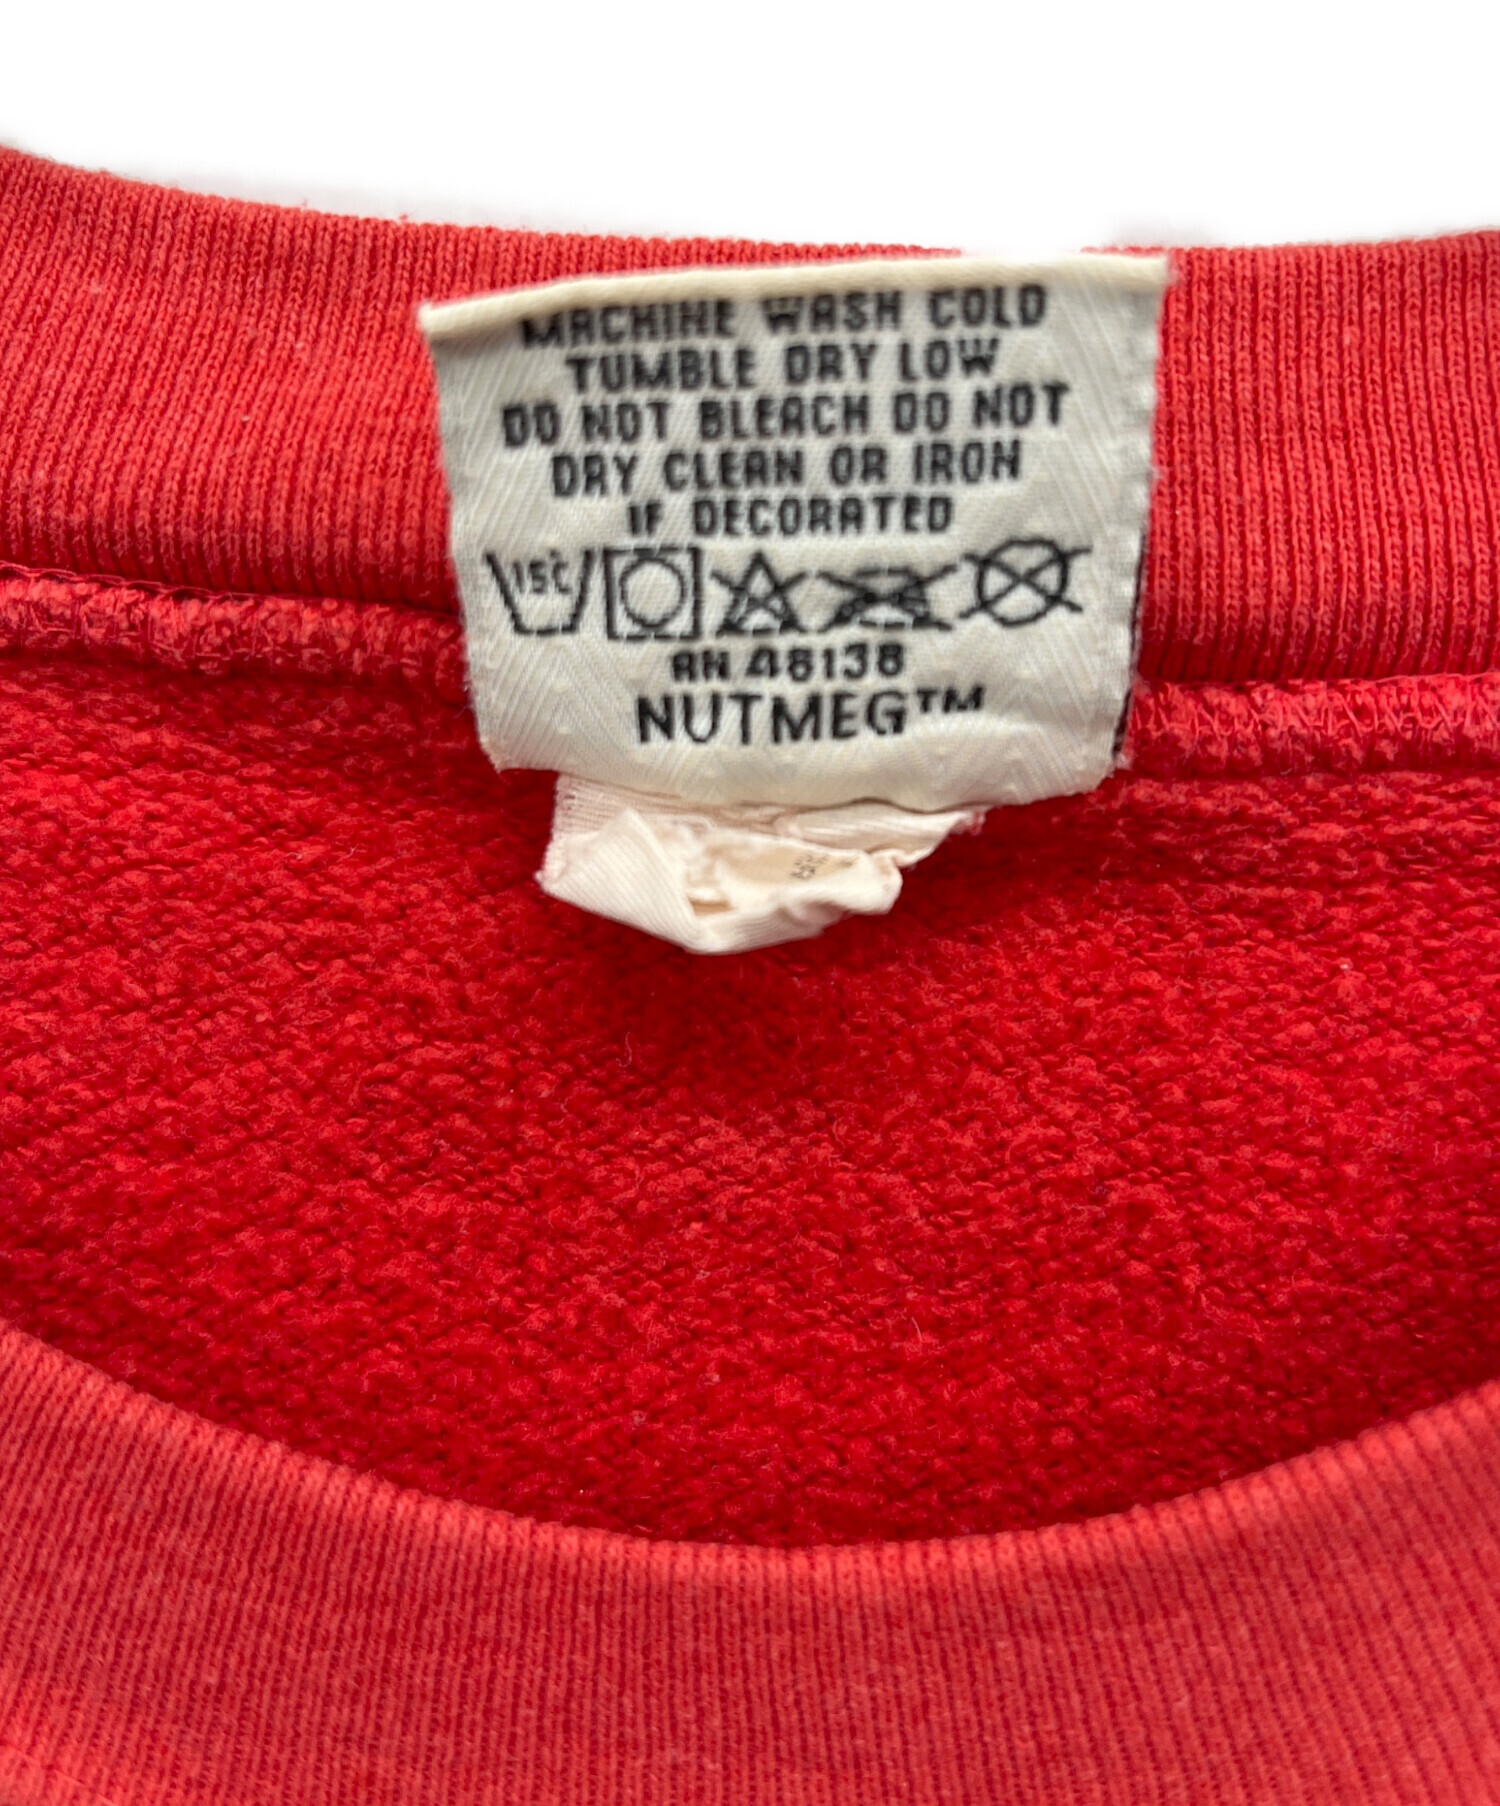 MACHINE WASH COLD
TUMBLE DRY LOW
DO NOT BLEACH DO NOT
DRY CLEAN OR IRON
IF DECORATED
15C
RN 48138
NUTMEG™